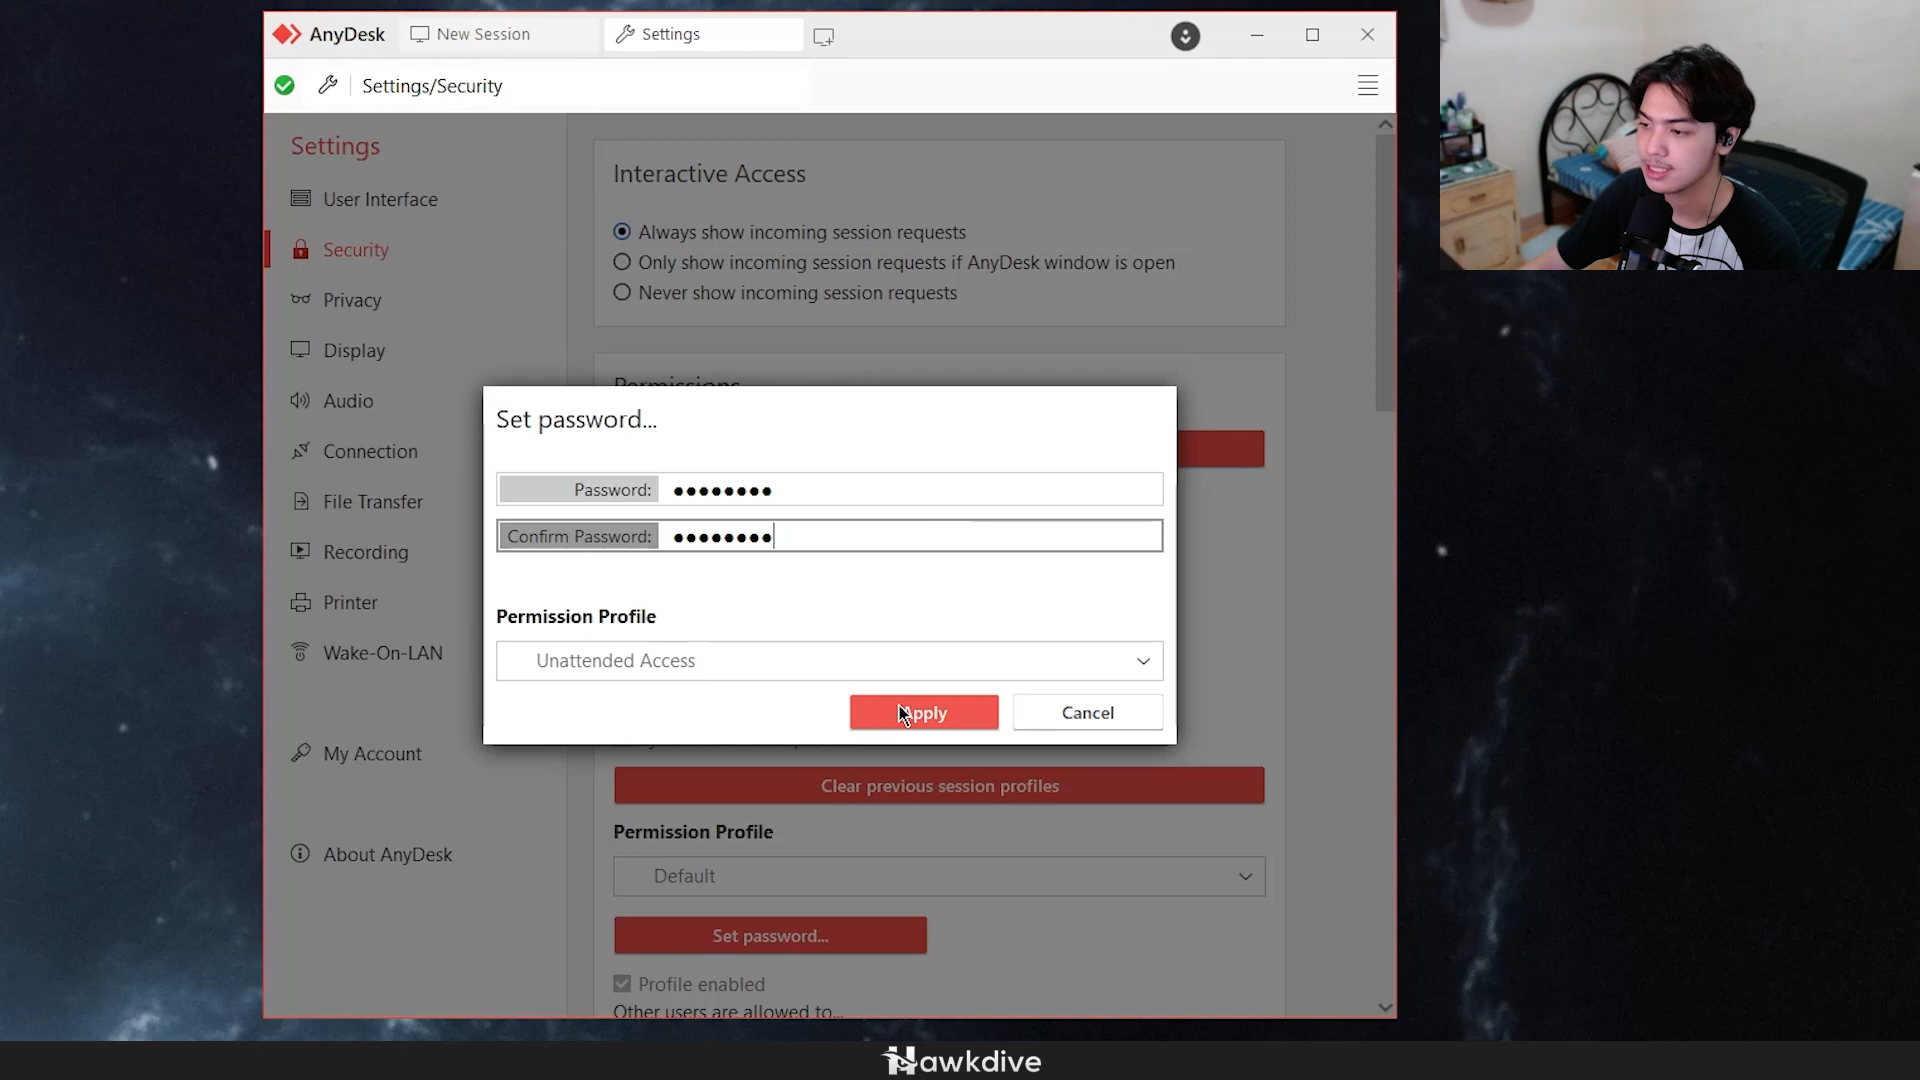 AnyDesk
New Session
Settings
Settings/Security
Settings
User Interface
Security
Privacy
Display
Audio
Connection
File Transfer
Recording
Printer
Wake-On-LAN
My Account
About AnyDesk
Interactive Access
Always show incoming session requests
Only show incoming session requests if AnyDesk window is open
Never show incoming session requests
Permissions
Set password...
Password: ●●●●●●●●
Confirm Password: ●●●●●●●●
Permission Profile
Unattended Access
Apply
Cancel
Clear previous session profiles
Permission Profile
Default
Set password...
Profile enabled
Other users are allowed to...
Hawkdive